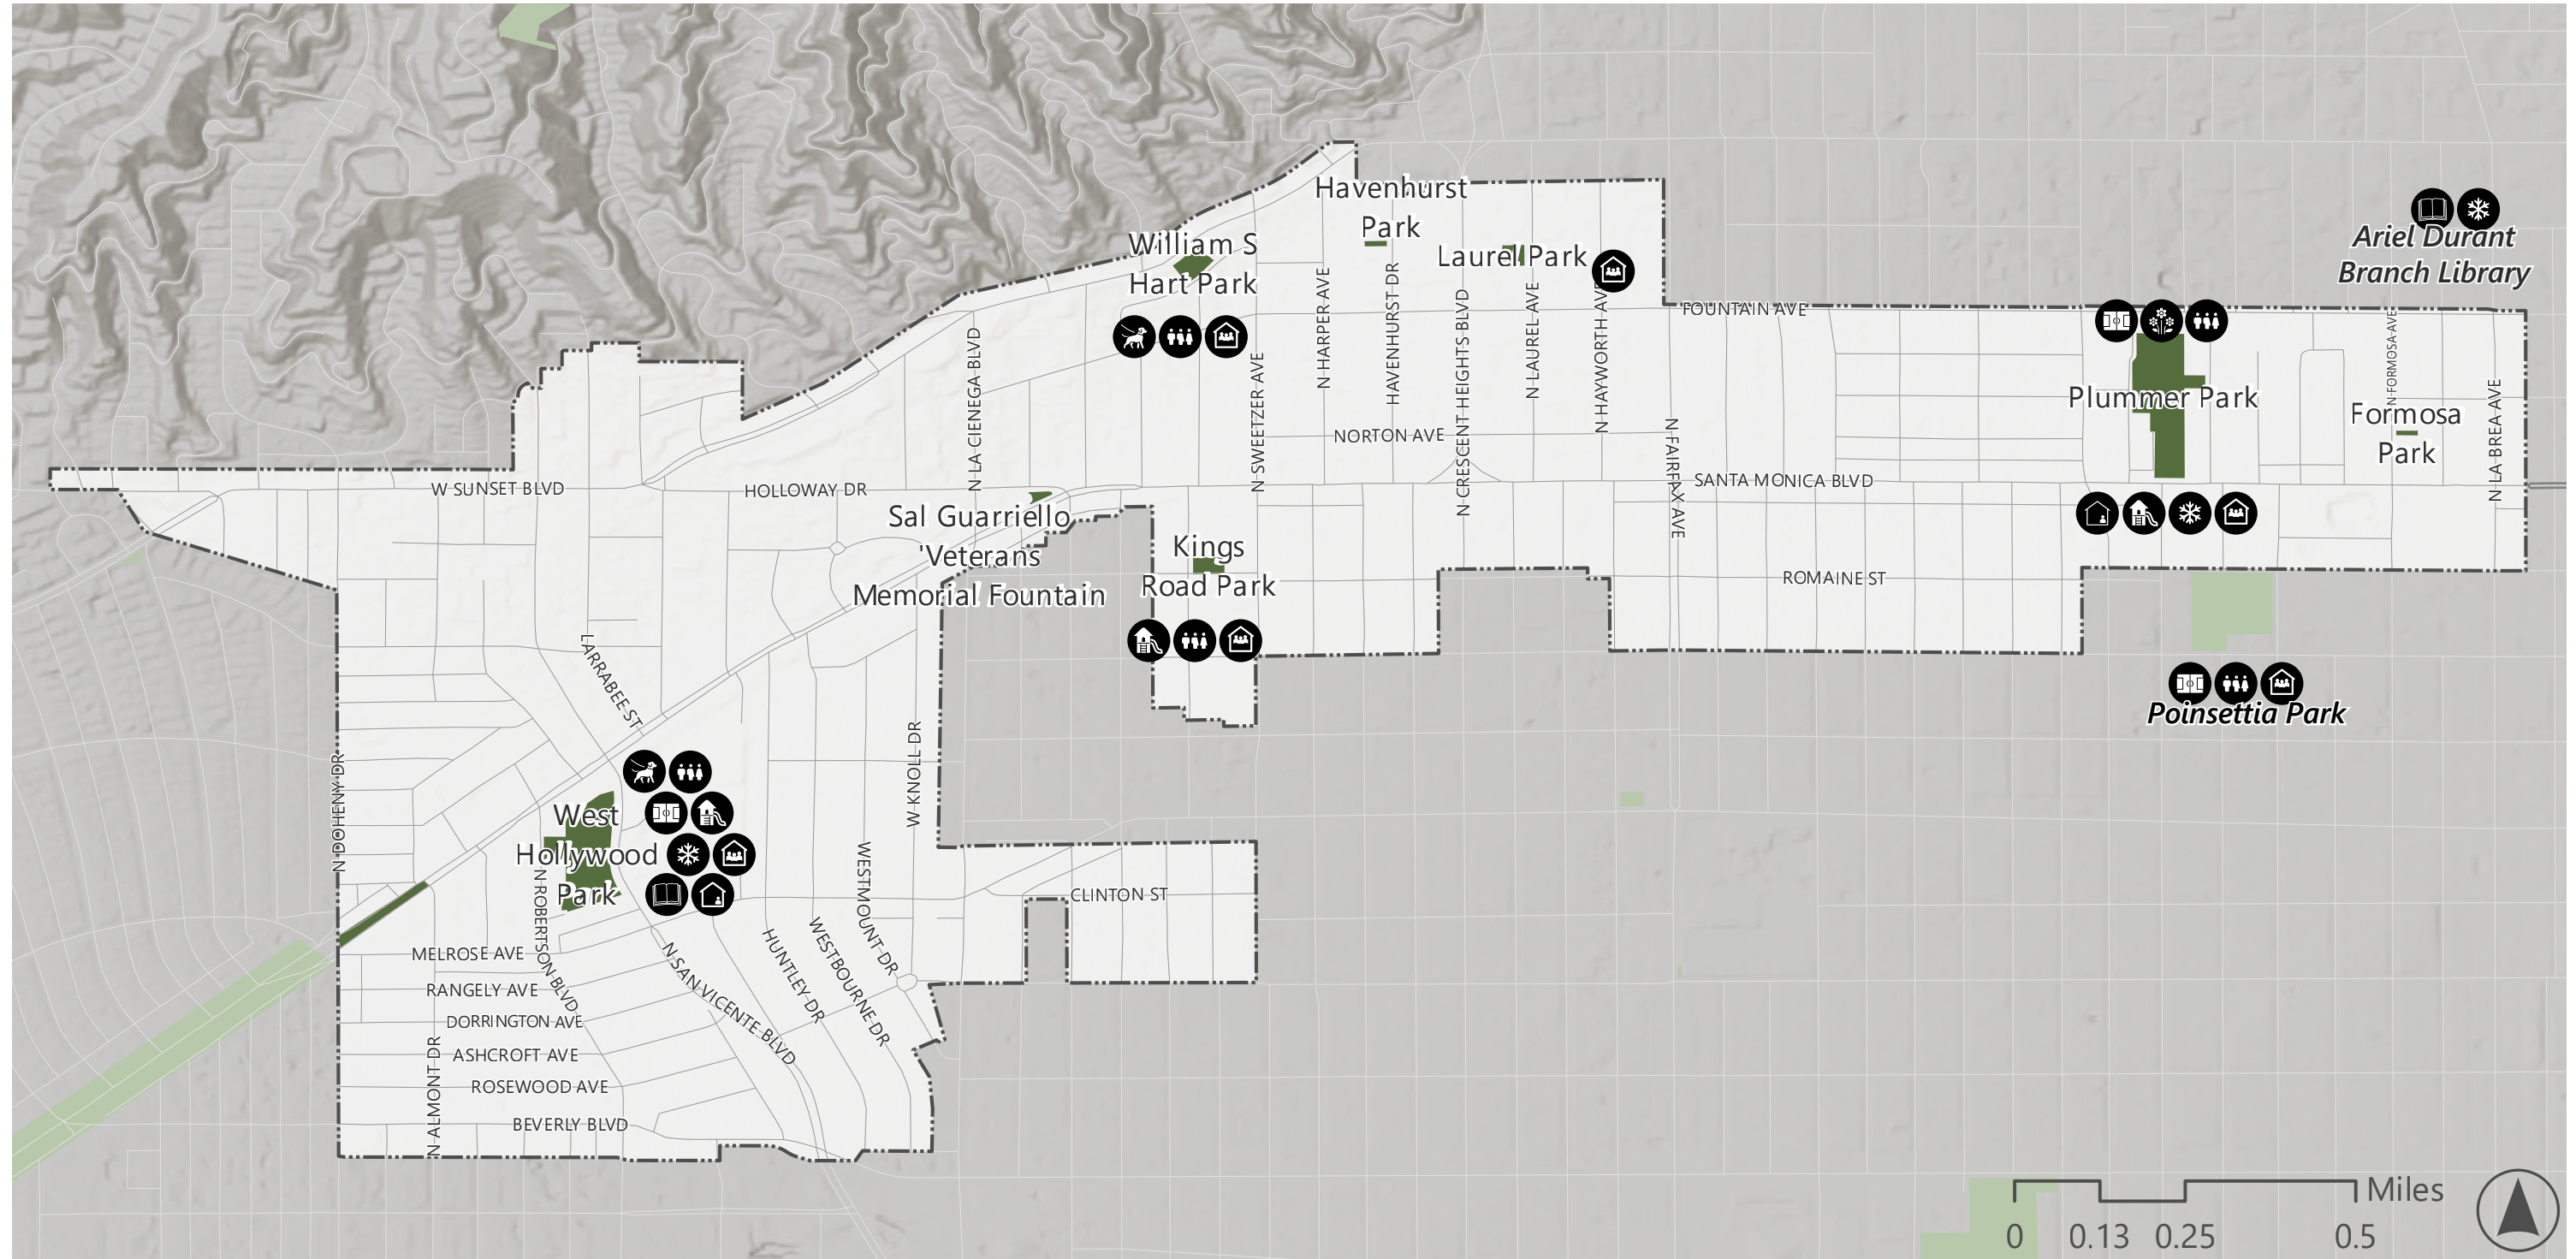 Havenhurst
Park
William S
Hart Park
Laurel Park
Ariel Durant
Branch Library
FOUNTAIN AVE
N HARPER AVE
HAVENHURST DR
N CRESCENT HEIGHTS BLVD
N LAUREL AVE
N HAYWORTH AVE
N LA CIENEGA BLVD
N SWEETZER AVE
N FORMOSA AVE
N LA BREA AVE
Plummer Park
Formosa
Park
NORTON AVE
N FAIRFAX AVE
W SUNSET BLVD
HOLLOWAY DR
SANTA MONICA BLVD
Sal Guarriello
'Veterans
Memorial Fountain
Kings
Road Park
ROMAINE ST
LARRABEE ST
Poinsettia Park
N DOHENY DR
W KNOLL DR
West
Hollywood
Park
N ROBERTSON BLVD
WESTMOUNT DR
CLINTON ST
MELROSE AVE
HUNTLEY DR
WESTBOURNE DR
N SAN VICENTE BLVD
RANGELY AVE
DORRINGTON AVE
ASHCROFT AVE
N ALMONT DR
ROSEWOOD AVE
BEVERLY BLVD
Miles
0 0.13 0.25 0.5